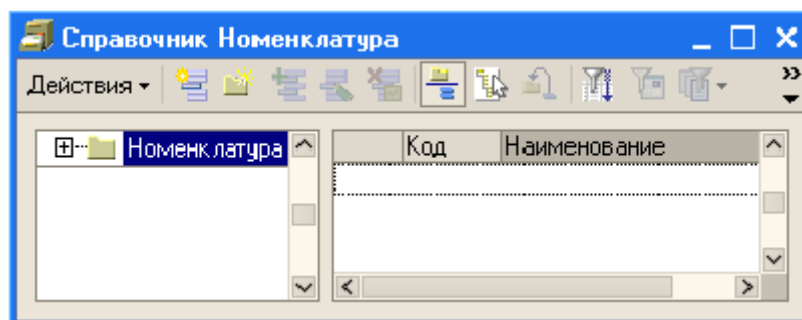 Справочник Номенклатура
Действия
Номенклатура
Код Наименование